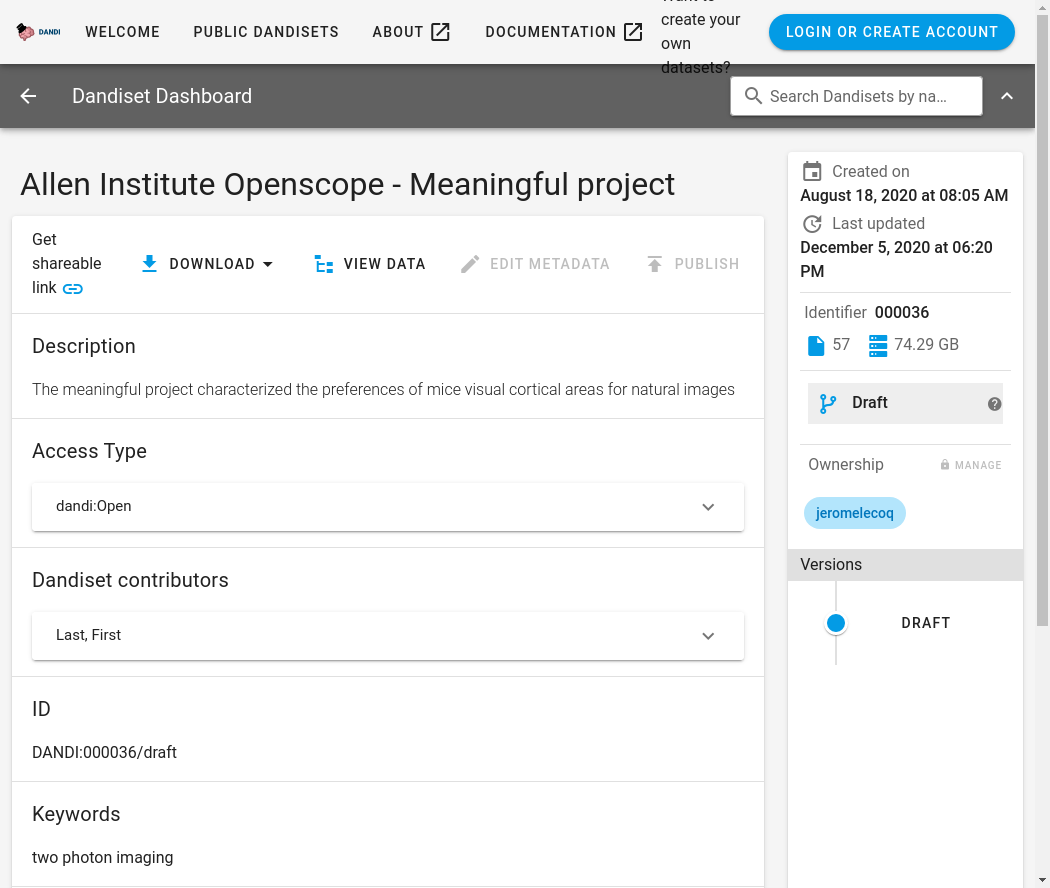 DANDI
WELCOME
PUBLIC DANDISETS
ABOUT
DOCUMENTATION
create your
own
datasets?
LOGIN OR CREATE ACCOUNT
Dandiset Dashboard
Search Dandisets by na…
Allen Institute Openscope - Meaningful project
Get
shareable
link
DOWNLOAD
VIEW DATA
EDIT METADATA
PUBLISH
Description
The meaningful project characterized the preferences of mice visual cortical areas for natural images
Access Type
dandi:Open
Dandiset contributors
Last, First
ID
DANDI:000036/draft
Keywords
two photon imaging
Created on
August 18, 2020 at 08:05 AM
Last updated
December 5, 2020 at 06:20
PM
Identifier 000036
57
74.29 GB
Draft
Ownership
MANAGE
jeromelecoq
Versions
DRAFT